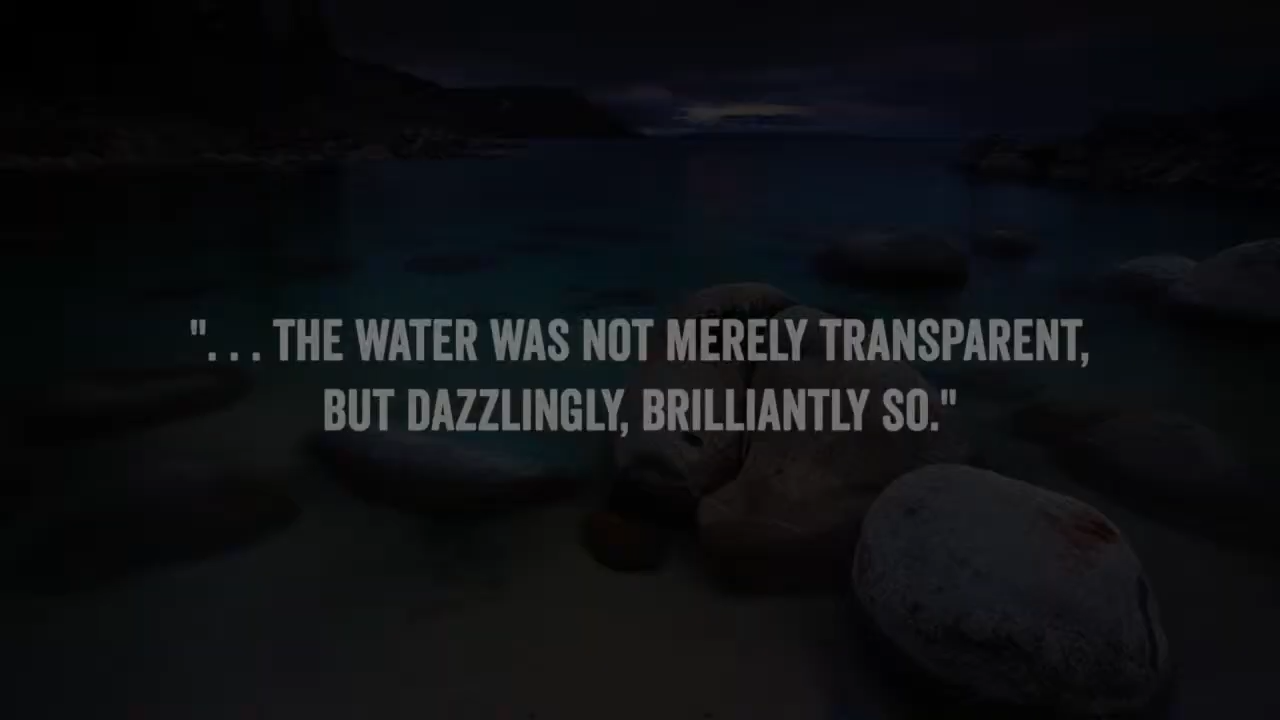 ". . . THE WATER WAS NOT MERELY TRANSPARENT,
BUT DAZZLINGLY, BRILLIANTLY SO."